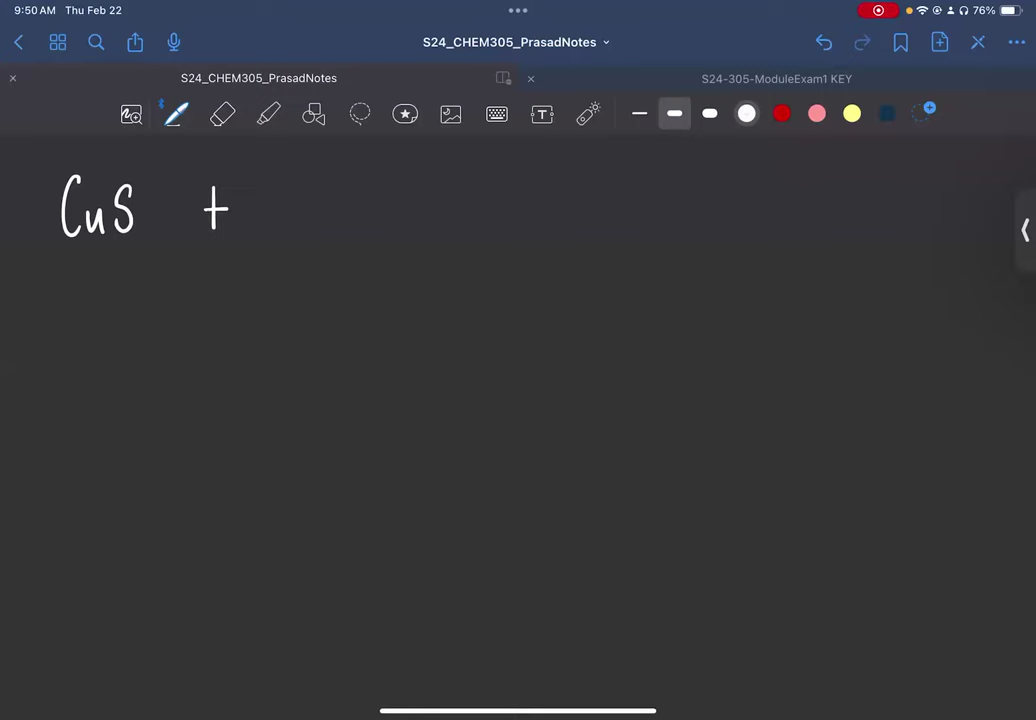 9:50 AM Thu Feb 22
76%
S24_CHEM305_PrasadNotes
S24_CHEM305_PrasadNotes
S24-305-ModuleExam1 KEY
CuS +